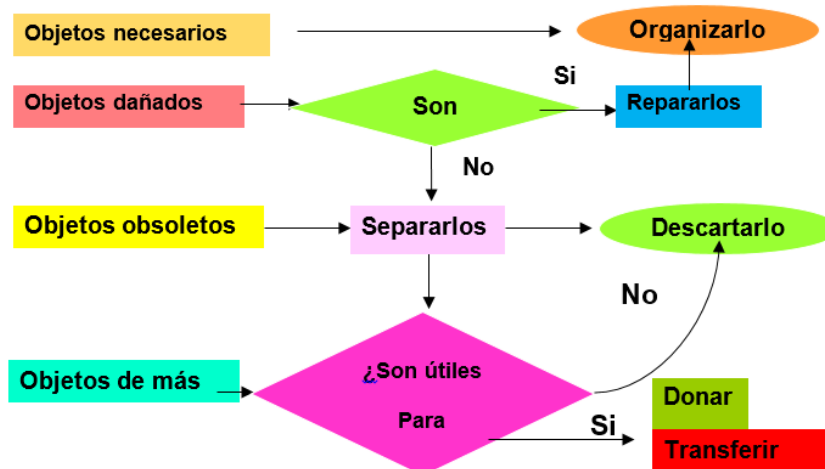 Objetos necesarios
Organizarlo
Si
Objetos dañados
Son
Repararlos
No
Objetos obsoletos
Separarlos
Descartarlo
No
Objetos de más
¿Son útiles
Para
Si
Donar
Transferir